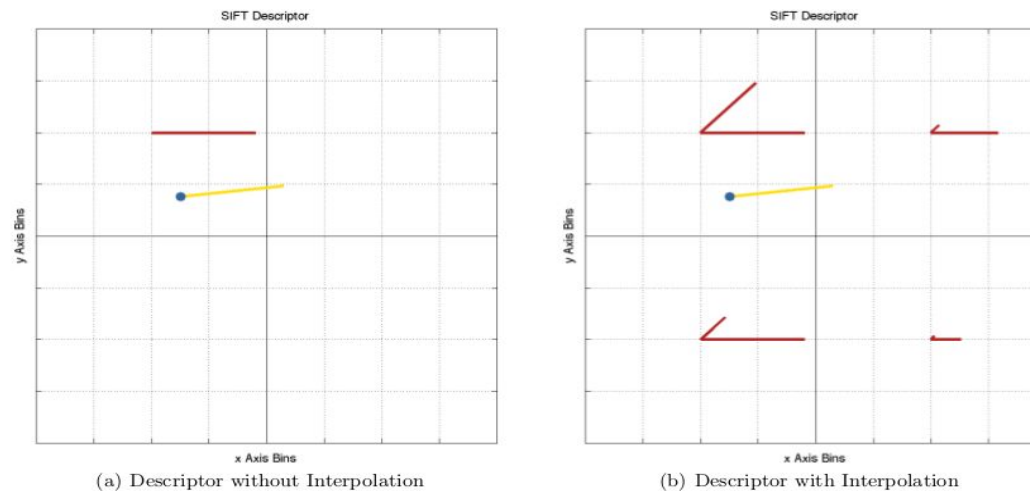 SIFT Descriptor
y Axis Bins
x Axis Bins
(a) Descriptor without Interpolation
SIFT Descriptor
y Axis Bins
x Axis Bins
(b) Descriptor with Interpolation